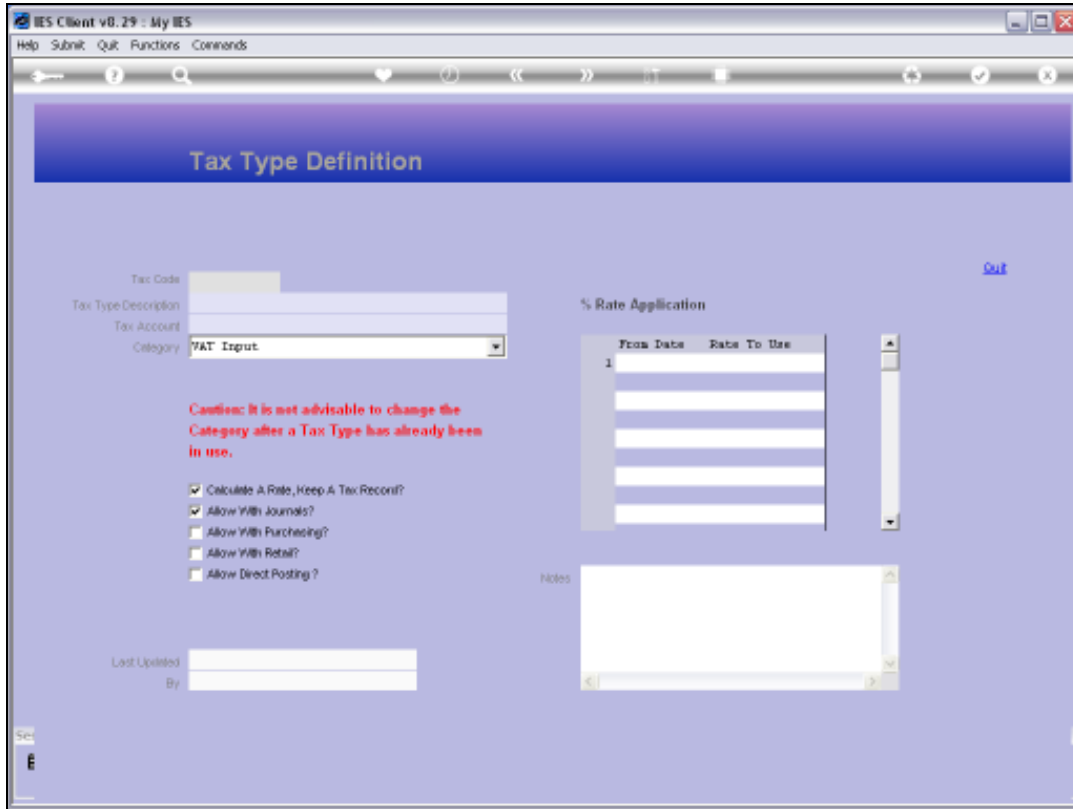 IES Client v8.29 : My IES
Help Submit Quit Functions Commands
Tax Type Definition
Quit
Tax Code
Tax Type Description
Tax Account
Category VAT Input
% Rate Application
From Date Rate To Use
1
Caution: It is not advisable to change the
Category after a Tax Type has already been
in use.
Calculate A Rate, Keep A Tax Record?
Allow With Journals?
Allow With Purchasing?
Allow With Retail?
Allow Direct Posting ?
Notes
Last Updated
By